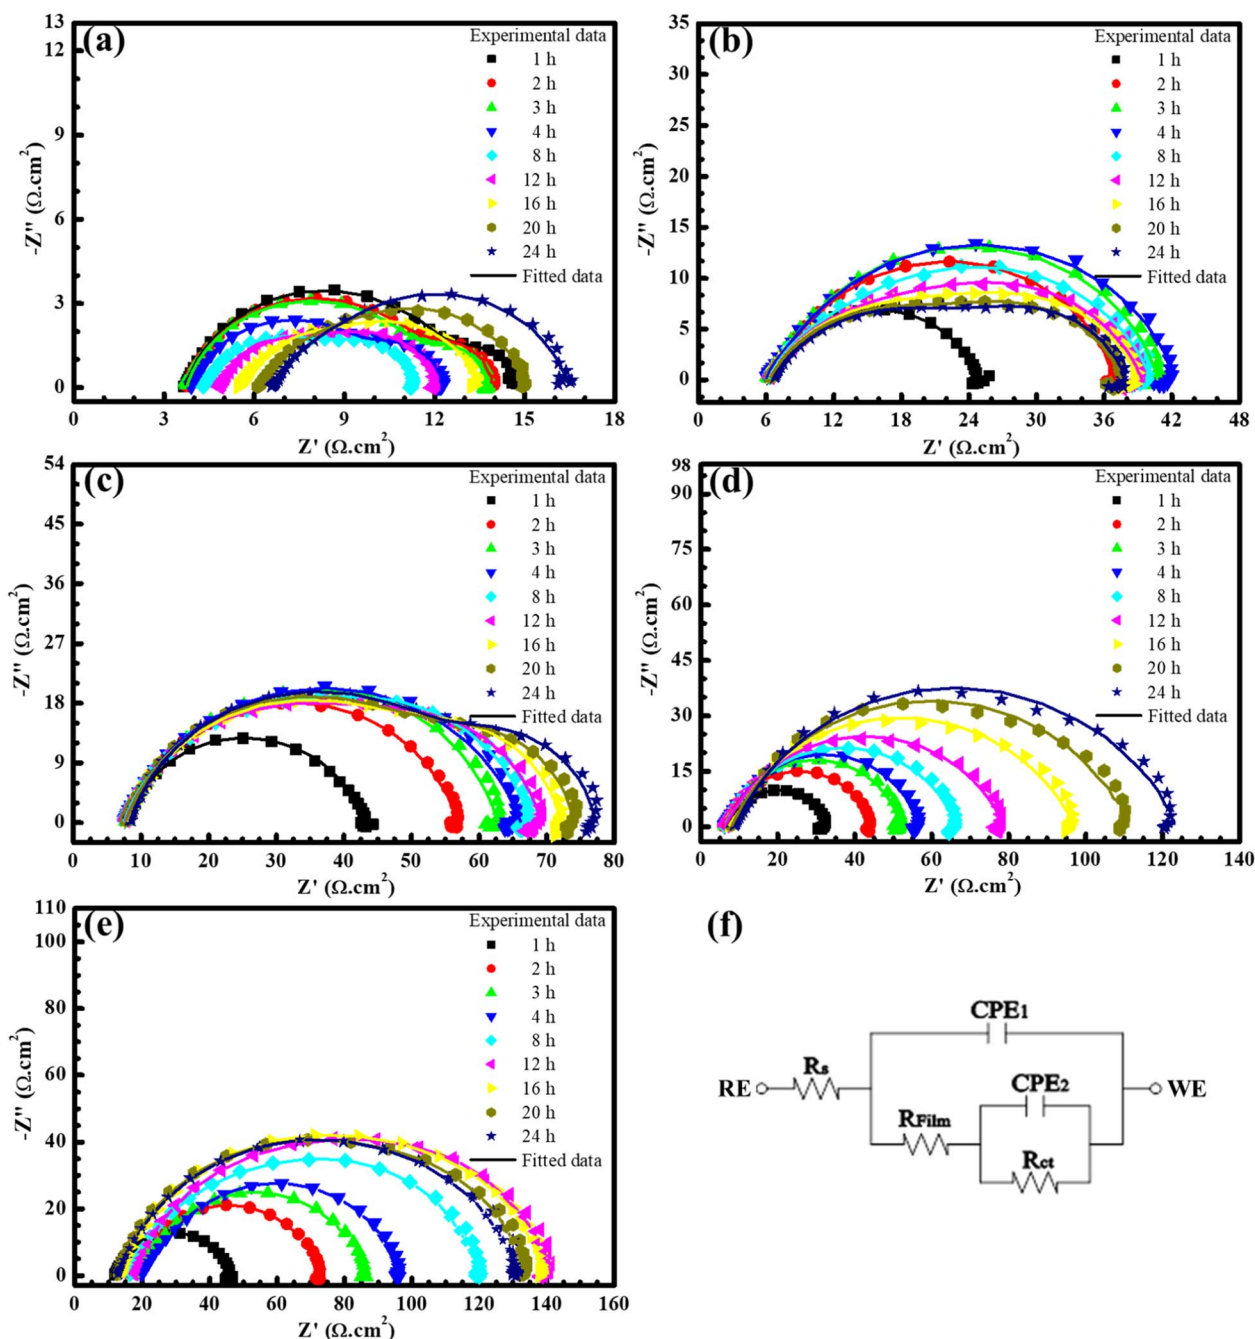 (a)
Experimental data
1 h
2 h
3 h
4 h
8 h
12 h
16 h
20 h
24 h
Fitted data
13
12
9
6
3
0
0 3 6 9 12 15 18
-Z'' (Ω.cm²)
Z' (Ω.cm²)
(b)
Experimental data
1 h
2 h
3 h
4 h
8 h
12 h
16 h
20 h
24 h
Fitted data
35
30
25
20
15
10
5
0
0 6 12 18 24 30 36 42 48
-Z'' (Ω.cm²)
Z' (Ω.cm²)
(c)
Experimental data
1 h
2 h
3 h
4 h
8 h
12 h
16 h
20 h
24 h
Fitted data
54
45
36
27
18
9
0
0 10 20 30 40 50 60 70 80
-Z'' (Ω.cm²)
Z' (Ω.cm²)
(d)
Experimental data
1 h
2 h
3 h
4 h
8 h
12 h
16 h
20 h
24 h
Fitted data
98
90
75
60
45
30
15
0
0 20 40 60 80 100 120 140
-Z'' (Ω.cm²)
Z' (Ω.cm²)
(e)
Experimental data
1 h
2 h
3 h
4 h
8 h
12 h
16 h
20 h
24 h
Fitted data
110
100
80
60
40
20
0
0 20 40 60 80 100 120 140 160
-Z'' (Ω.cm²)
Z' (Ω.cm²)
(f)
CPE1
RE
Rs
CPE2
WE
RFilm
Rct